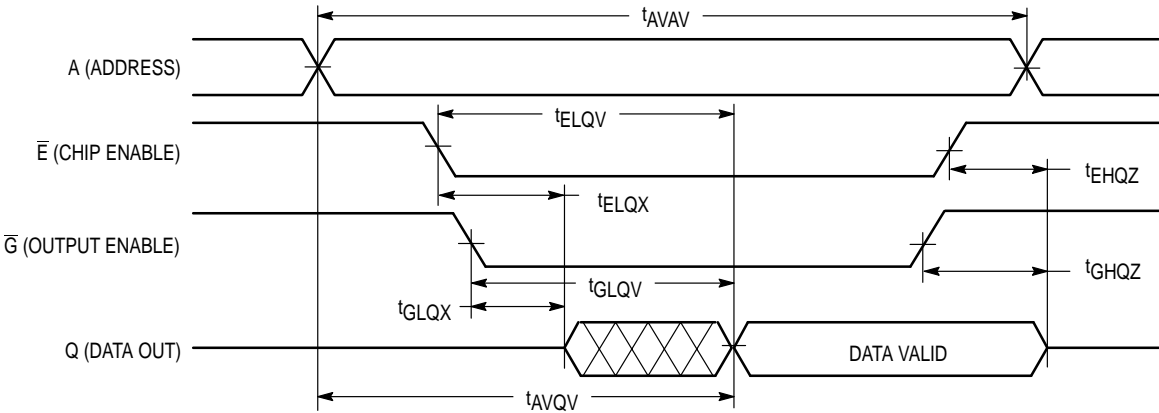 tAVAV
A (ADDRESS)
tELQV
E̅ (CHIP ENABLE)
tEHQZ
tELQX
G̅ (OUTPUT ENABLE)
tGHQZ
tGLQV
tGLQX
Q (DATA OUT)
DATA VALID
tAVQV